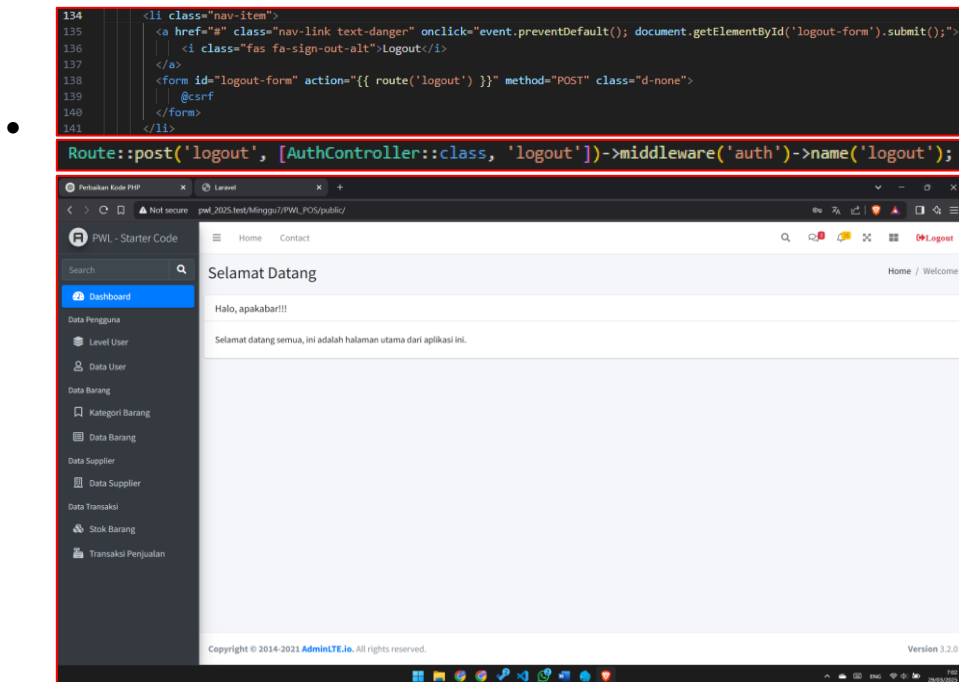 134 <li class="nav-item">
135 <a href="#" class="nav-link text-danger" onclick="event.preventDefault(); document.getElementById('logout-form').submit();">
136 <i class="fas fa-sign-out-alt">Logout</i>
137 </a>
138 <form id="logout-form" action="{{ route('logout') }}" method="POST" class="d-none">
139 @csrf
140 </form>
141 </li>
Route::post('logout', [AuthController::class, 'logout'])->middleware('auth')->name('logout');
Perbaikan Kode PHP Laravel
Not secure pwl_2025.test/Minggu7/PWL_POS/public/
PWL - Starter Code Home Contact Logout
Search Selamat Datang Home / Welcome
Dashboard
Halo, apakabar!!!
Data Pengguna
Level User Selamat datang semua, ini adalah halaman utama dari aplikasi ini.
Data User
Data Barang
Kategori Barang
Data Barang
Data Supplier
Data Supplier
Data Transaksi
Stok Barang
Transaksi Penjualan
Copyright © 2014-2021 AdminLTE.io. All rights reserved. Version 3.2.0
ENG 7:02
29/03/2025